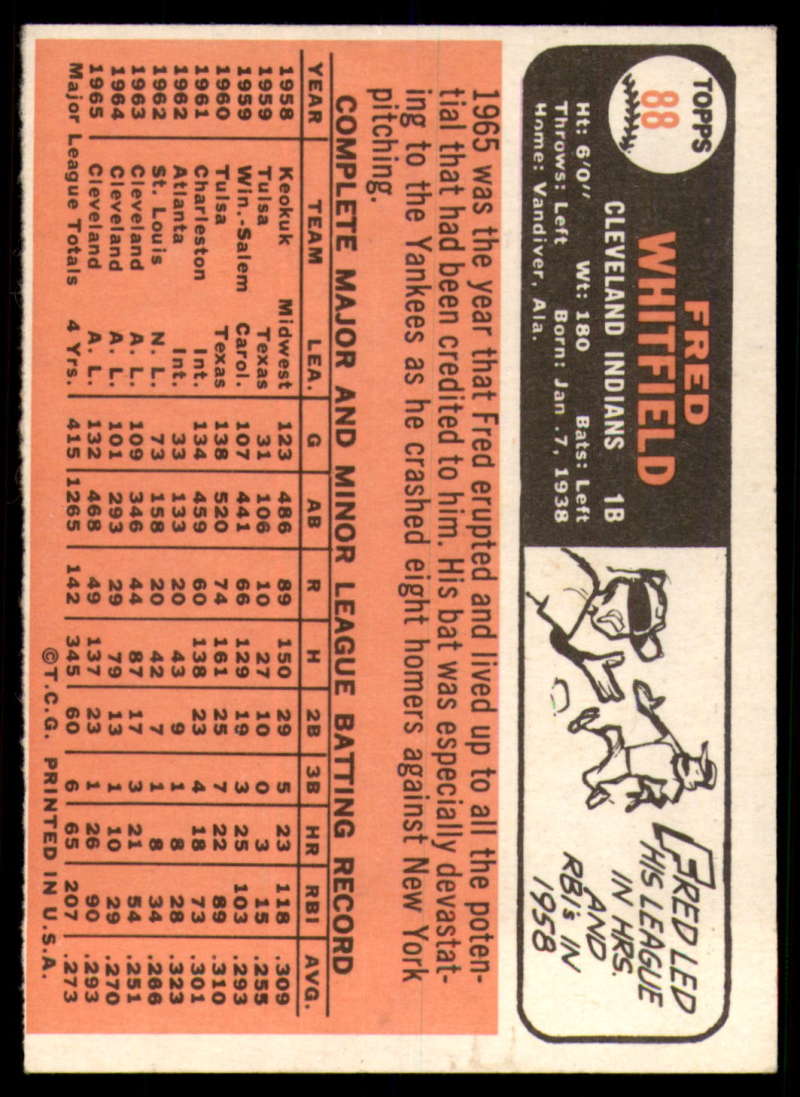 TOPPS
88
FRED
WHITFIELD
CLEVELAND INDIANS 1B
Ht: 6'0" Wt: 180 Bats: Left
Throws: Left Born: Jan .7, 1938
Home: Vandiver, Ala.
FRED LED
HIS LEAGUE
IN HRS.
AND
RBI's IN
1958
1965 was the year that Fred erupted and lived up to all the poten-
tial that had been credited to him. His bat was especially devastat-
ing to the Yankees as he crashed eight homers against New York
pitching.
COMPLETE MAJOR AND MINOR LEAGUE BATTING RECORD
YEAR TEAM LEA. G AB R H 2B 3B HR RBI AVG.
1958 Keokuk Midwest 123 486 89 150 29 5 23 118 .309
1959 Tulsa Texas 31 106 10 27 10 0 3 15 .255
1959 Win.-Salem Carol. 107 441 66 129 19 3 25 103 .293
1960 Tulsa Texas 138 520 74 161 25 7 22 89 .310
1961 Charleston Int. 134 459 60 138 23 4 18 73 .301
1962 Atlanta Int. 33 133 20 43 9 1 8 28 .323
1962 St. Louis N. L. 73 158 20 42 7 1 8 34 .266
1963 Cleveland A. L. 109 346 44 87 17 3 21 54 .251
1964 Cleveland A. L. 101 293 29 79 13 1 10 29 .270
1965 Cleveland A. L. 132 468 49 137 23 1 26 90 .293
Major League Totals 4 Yrs. 415 1265 142 345 60 6 65 207 .273
©T.C.G. PRINTED IN U.S.A.